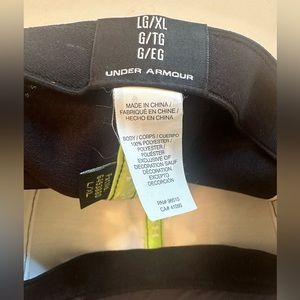 LG/XL
G/TG
G/EG
UNDER ARMOUR
MADE IN CHINA /
FABRIQUÉ EN CHINE /
HECHO EN CHINA
BODY / CORPS / CUERPO
100% POLYESTER /
POLYESTER /
POLIÉSTER
EXCLUSIVE OF
DECORATION SAUF
DÉCORATION
EXCEPTO
DECORACIÓN
L/XL